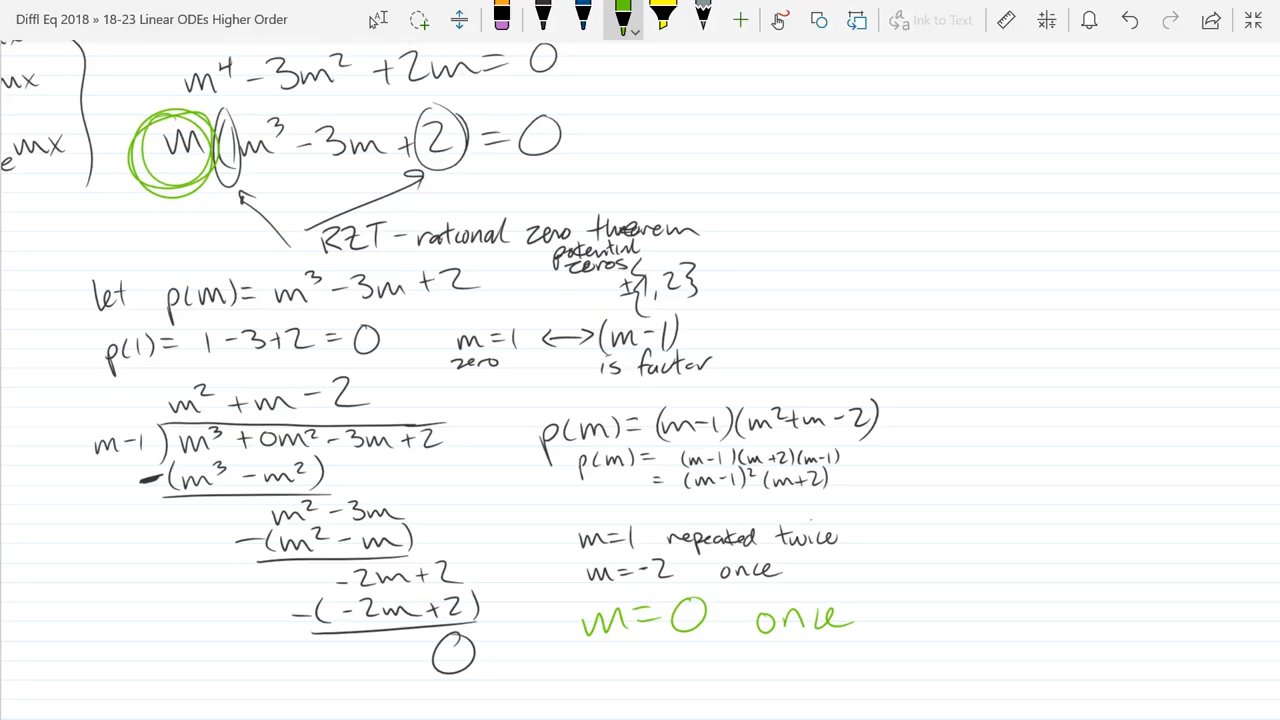 Diffl Eq 2018 » 18-23 Linear ODEs Higher Order
Ink to Text
mx
emx
m⁴ - 3m² + 2m = 0
m(1m³ - 3m + 2) = 0
RZT - rational zero theorem
potential
zeros
±{1, 2}
let p(m) = m³ - 3m + 2
p(1) = 1 - 3 + 2 = 0
m = 1 ⟷ (m-1)
zero is factor
m² + m - 2
m-1 ) m³ + 0m² - 3m + 2
-(m³ - m²)
m² - 3m
-(m² - m)
-2m + 2
-(-2m + 2)
0
p(m) = (m-1)(m²+m-2)
p(m) = (m-1)(m+2)(m-1)
= (m-1)²(m+2)
m=1 repeated twice
m=-2 once
m=0 once